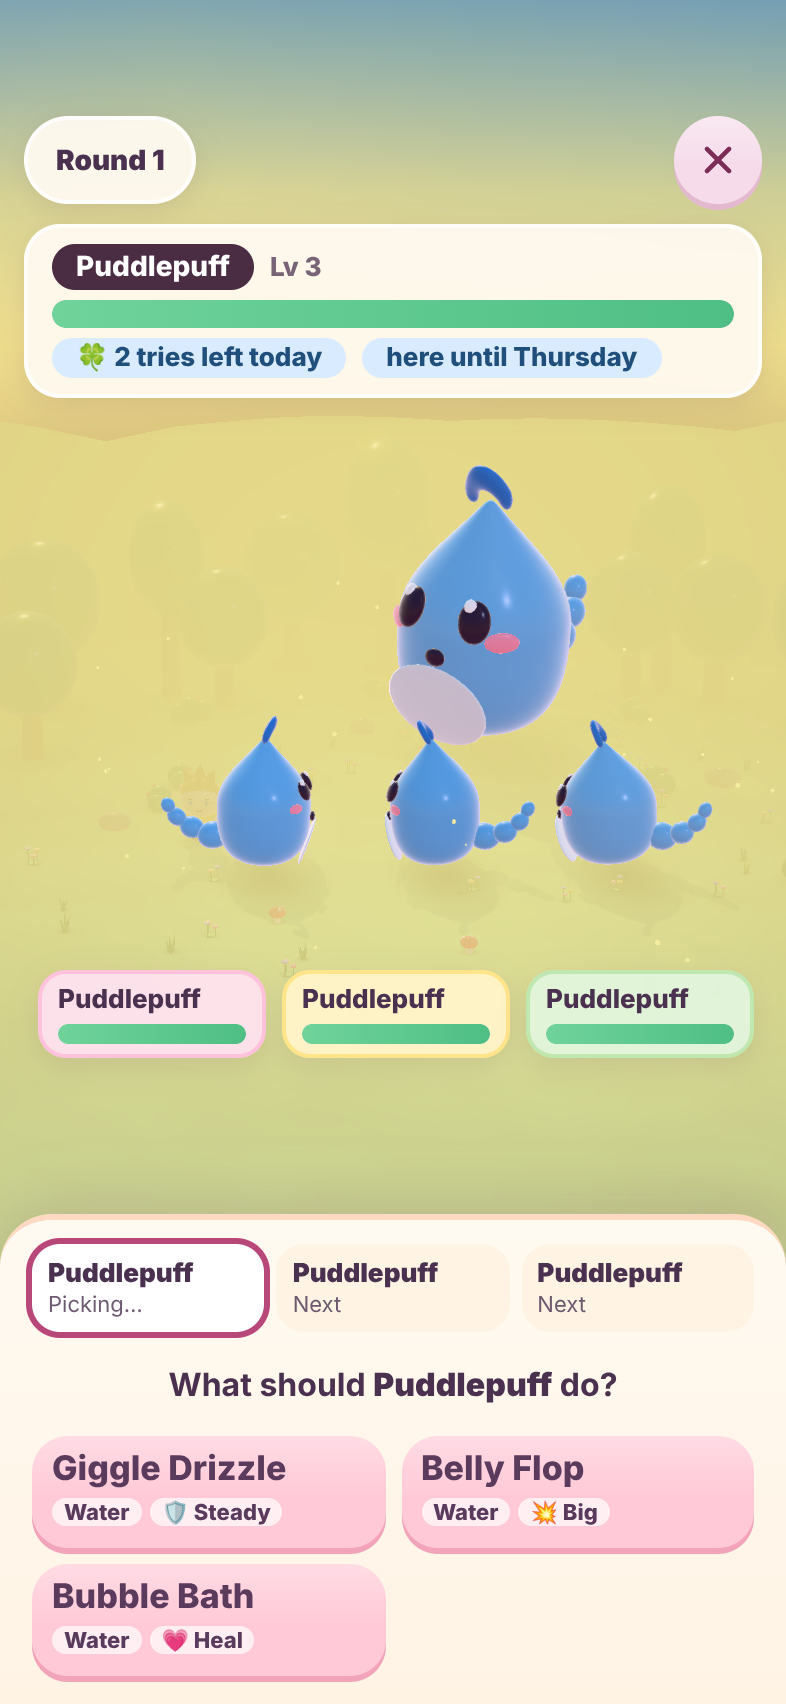 Round 1
Puddlepuff Lv 3
🍀 2 tries left today here until Thursday
Puddlepuff Puddlepuff Puddlepuff
Puddlepuff Puddlepuff Puddlepuff
Picking... Next Next
What should Puddlepuff do?
Giggle Drizzle Belly Flop
Water 🛡️ Steady Water 💥 Big
Bubble Bath
Water 💗 Heal